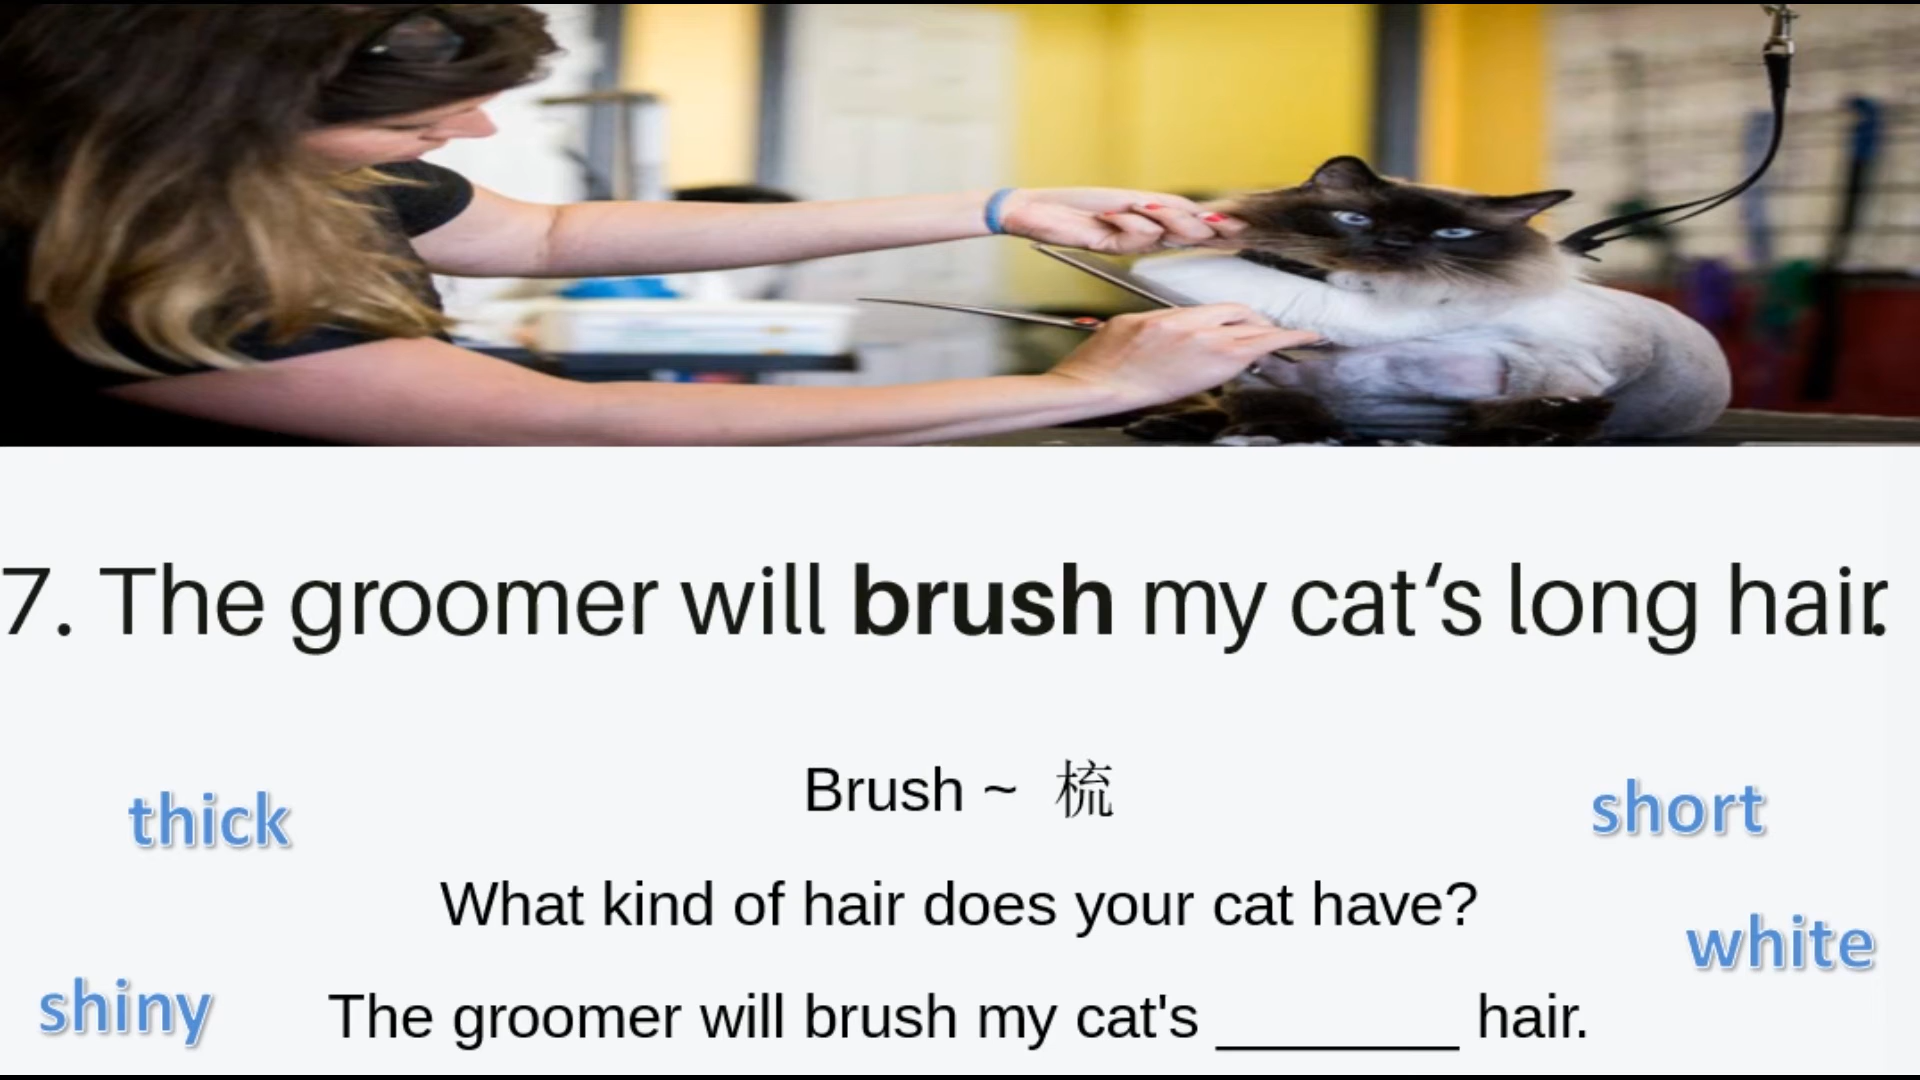 7. The groomer will brush my cat‘s long hair.
Brush ~ 梳
thick
short
What kind of hair does your cat have?
white
shiny
The groomer will brush my cat's _______ hair.